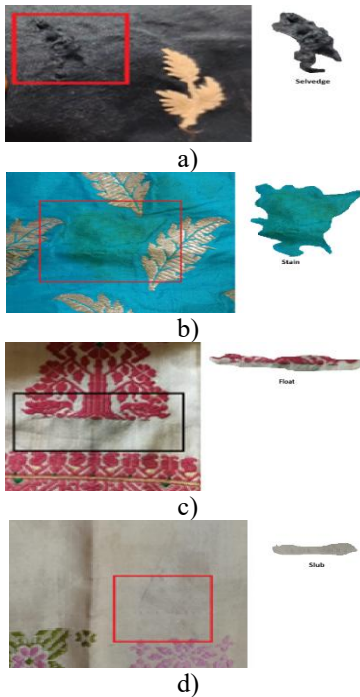 Selvedge
a)
Stain
b)
Float
c)
Slub
d)